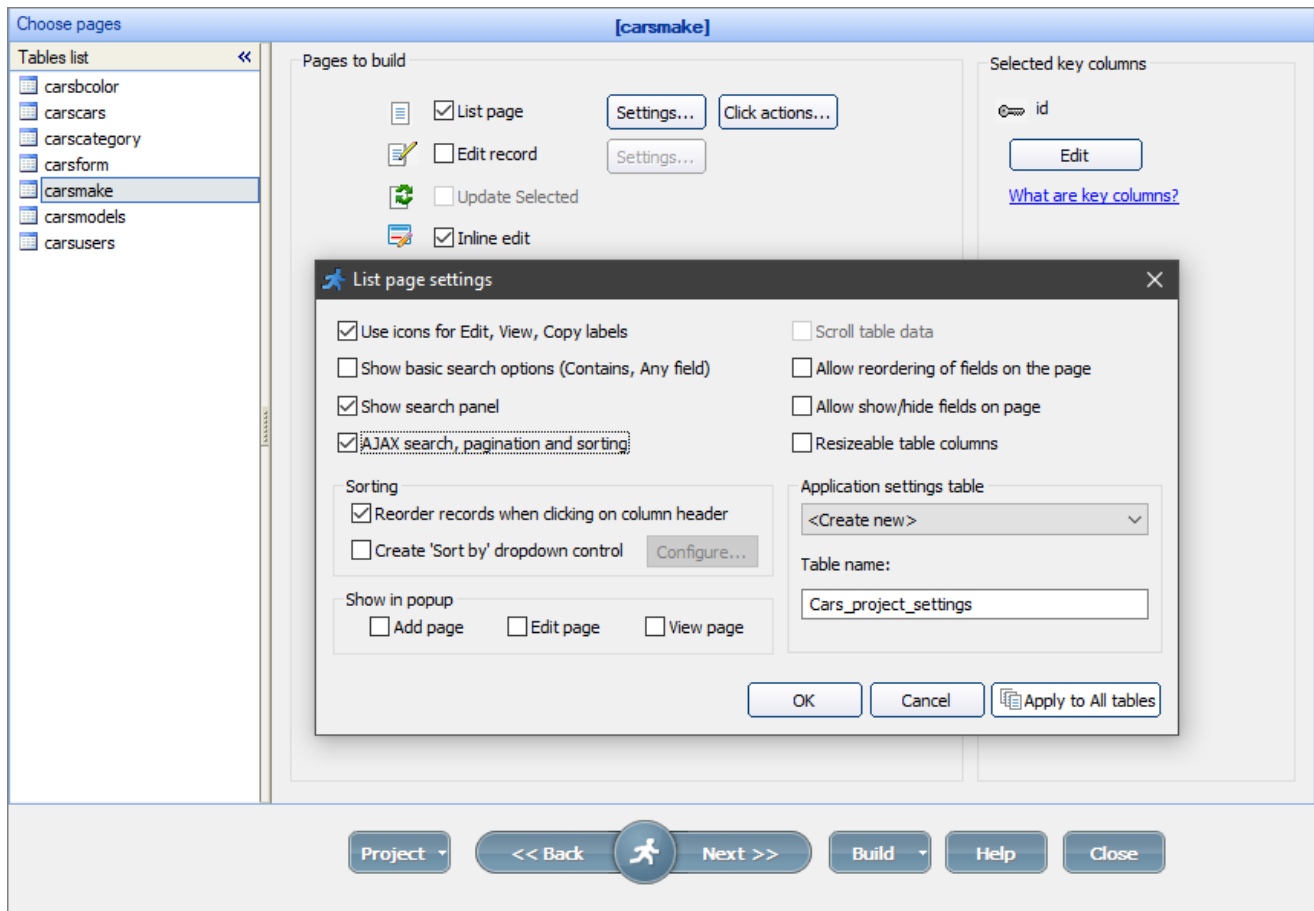 Choose pages
[carsmake]
Tables list
«
carsbcolor
carscars
carscategory
carsform
carsmake
carsmodels
carsusers
Pages to build
List page
Settings...
Click actions...
Edit record
Settings...
Update Selected
Inline edit
Selected key columns
id
Edit
What are key columns?
List page settings
Use icons for Edit, View, Copy labels
Show basic search options (Contains, Any field)
Show search panel
AJAX search, pagination and sorting
Scroll table data
Allow reordering of fields on the page
Allow show/hide fields on page
Resizeable table columns
Sorting
Reorder records when clicking on column header
Create 'Sort by' dropdown control
Configure...
Show in popup
Add page
Edit page
View page
Application settings table
<Create new>
Table name:
Cars_project_settings
OK
Cancel
Apply to All tables
Project
<< Back
Next >>
Build
Help
Close